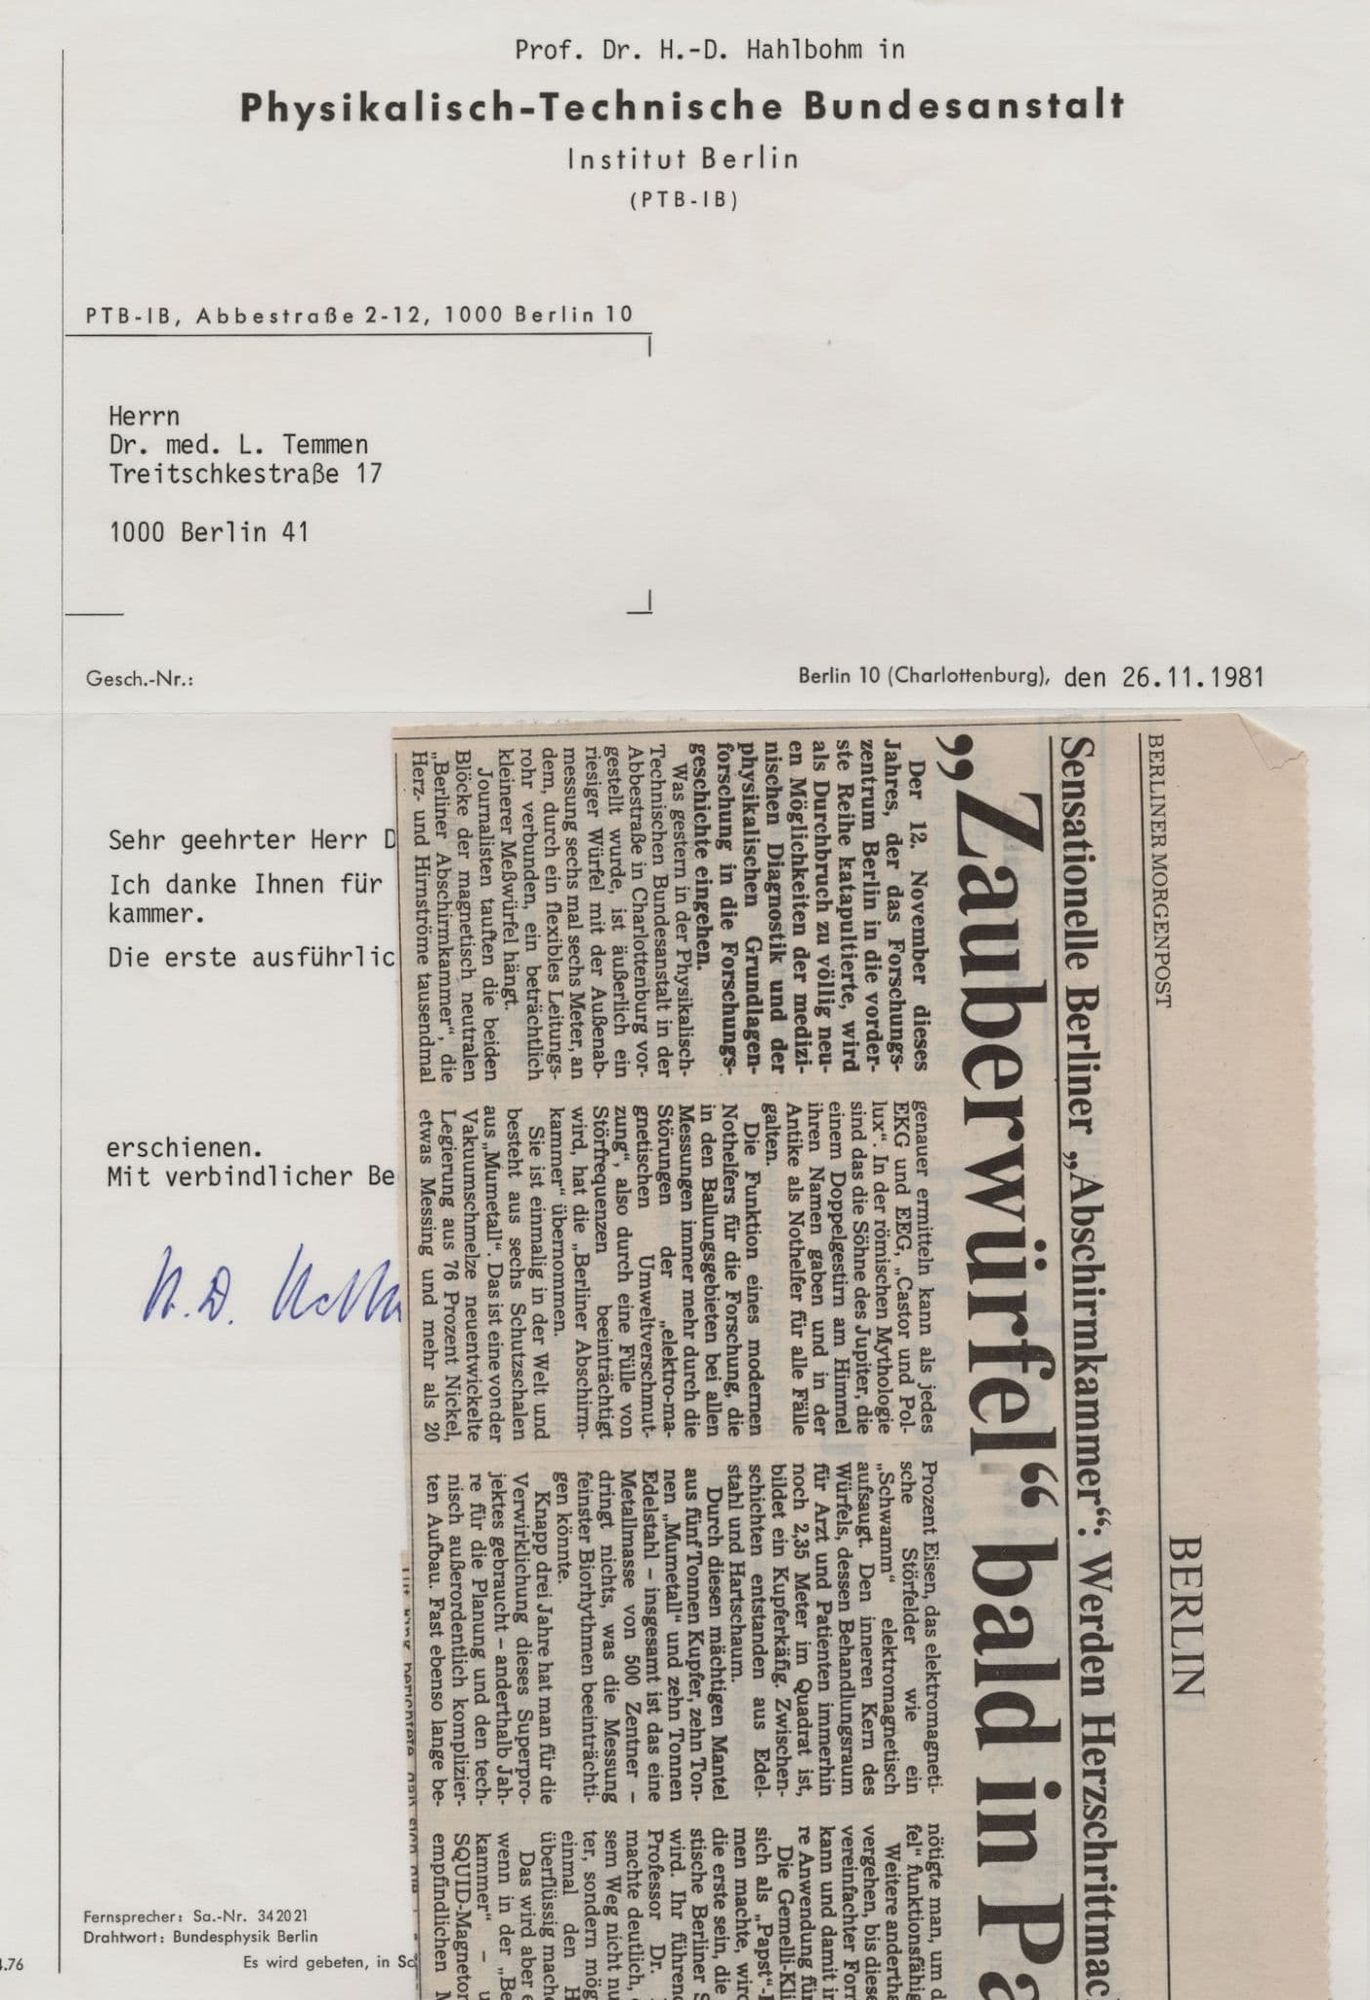 Prof. Dr. H.-D. Hahlbohm in
Physikalisch-Technische Bundesanstalt
Institut Berlin
(PTB-IB)
PTB-IB, Abbestraße 2-12, 1000 Berlin 10
Herrn
Dr. med. L. Temmen
Treitschkestraße 17
1000 Berlin 41
Gesch.-Nr.:
Berlin 10 (Charlottenburg), den 26.11.1981
Sehr geehrter Herr D
Ich danke Ihnen für
kammer.
Die erste ausführlic
erschienen.
Mit verbindlicher Be
H. D.
Fernsprecher: Sa.-Nr. 342021
Drahtwort: Bundesphysik Berlin
Es wird gebeten, in Sc
.76
BERLINER MORGENPOST
BERLIN
Sensationelle Berliner „Abschirmkammer“: Werden Herzschrittmac
„Zauberwürfel“ bald in Pa
Der 12. November dieses
Jahres, der das Forschungs-
zentrum Berlin in die vorder-
ste Reihe katapultierte, wird
als Durchbruch zu völlig neu-
en Möglichkeiten der medizi-
nischen Diagnostik und der
physikalischen Grundlagen-
forschung in die Forschungs-
geschichte eingehen.
Was gestern in der Physikalisch-
Technischen Bundesanstalt in der
Abbestraße in Charlottenburg vor-
gestellt wurde, ist äußerlich ein
riesiger Würfel mit der Außenab-
messung sechs mal sechs Meter, an
dem, durch ein flexibles Leitungs-
rohr verbunden, ein beträchtlich
kleinerer Meßwürfel hängt.
Journalisten tauften die beiden
Blöcke der magnetisch neutralen
„Berliner Abschirmkammer“, die
Herz- und Hirnströme tausendmal
genauer ermitteln kann als jedes
EKG und EEG, „Castor und Pol-
lux“. In der römischen Mythologie
sind das die Söhne des Jupiter, die
einem Doppelgestirn am Himmel
ihren Namen gaben und in der
Antike als Nothelfer für alle Fälle
galten.
Die Funktion eines modernen
Nothelfers für die Forschung, die
in den Ballungsgebieten bei allen
Messungen immer mehr durch die
Störungen der „elektro-ma-
gnetischen Umweltverschmut-
zung“, also durch eine Fülle von
Störfrequenzen beeinträchtigt
wird, hat die „Berliner Abschirm-
kammer“ übernommen.
Sie ist einmalig in der Welt und
besteht aus sechs Schutzschalen
aus „Mumetall“. Das ist eine von der
Vakuumschmelze neuentwickelte
Legierung aus 76 Prozent Nickel,
etwas Messing und mehr als 20
Prozent Eisen, das elektromagneti-
sche Störfelder wie ein
„Schwamm“ elektromagnetisch
aufsaugt. Den inneren Kern des
Würfels, dessen Behandlungsraum
für Arzt und Patienten immerhin
noch 2,35 Meter im Quadrat ist,
bildet ein Kupferkäfig. Zwischen-
schichten entstanden aus Edel-
stahl und Hartschaum.
Durch diesen mächtigen Mantel
aus fünf Tonnen Kupfer, zehn Ton-
nen „Mumetall“ und zehn Tonnen
Edelstahl – insgesamt ist das eine
Metallmasse von 500 Zentner –
dringt nichts, was die Messung
feinster Biorhythmen beeinträchti-
gen könnte.
Knapp drei Jahre hat man für die
Verwirklichung dieses Superpro-
jektes gebraucht – anderthalb Jah-
re für die Planung und den tech-
nisch außerordentlich komplizier-
ten Aufbau. Fast ebenso lange be-
nötigte man, um d
fel“ funktionsfähig
Weitere anderth
vergehen, bis diese
vereinfachter Forr
kann und damit ir
re Anwendung für
Die Gemelli-Kli
sich als „Papst“-
men machte, wird
die erste sein, die
stische Berliner S
wird. Ihr führend
Professor Dr.
machte deutlich,
sem Weg nicht nu
ter, sondern mög
einmal den H
überflüssig mache
Das wird aber e
wenn in der „Be
kammer“ – u
SQUID-Magnetor
empfindlichen M